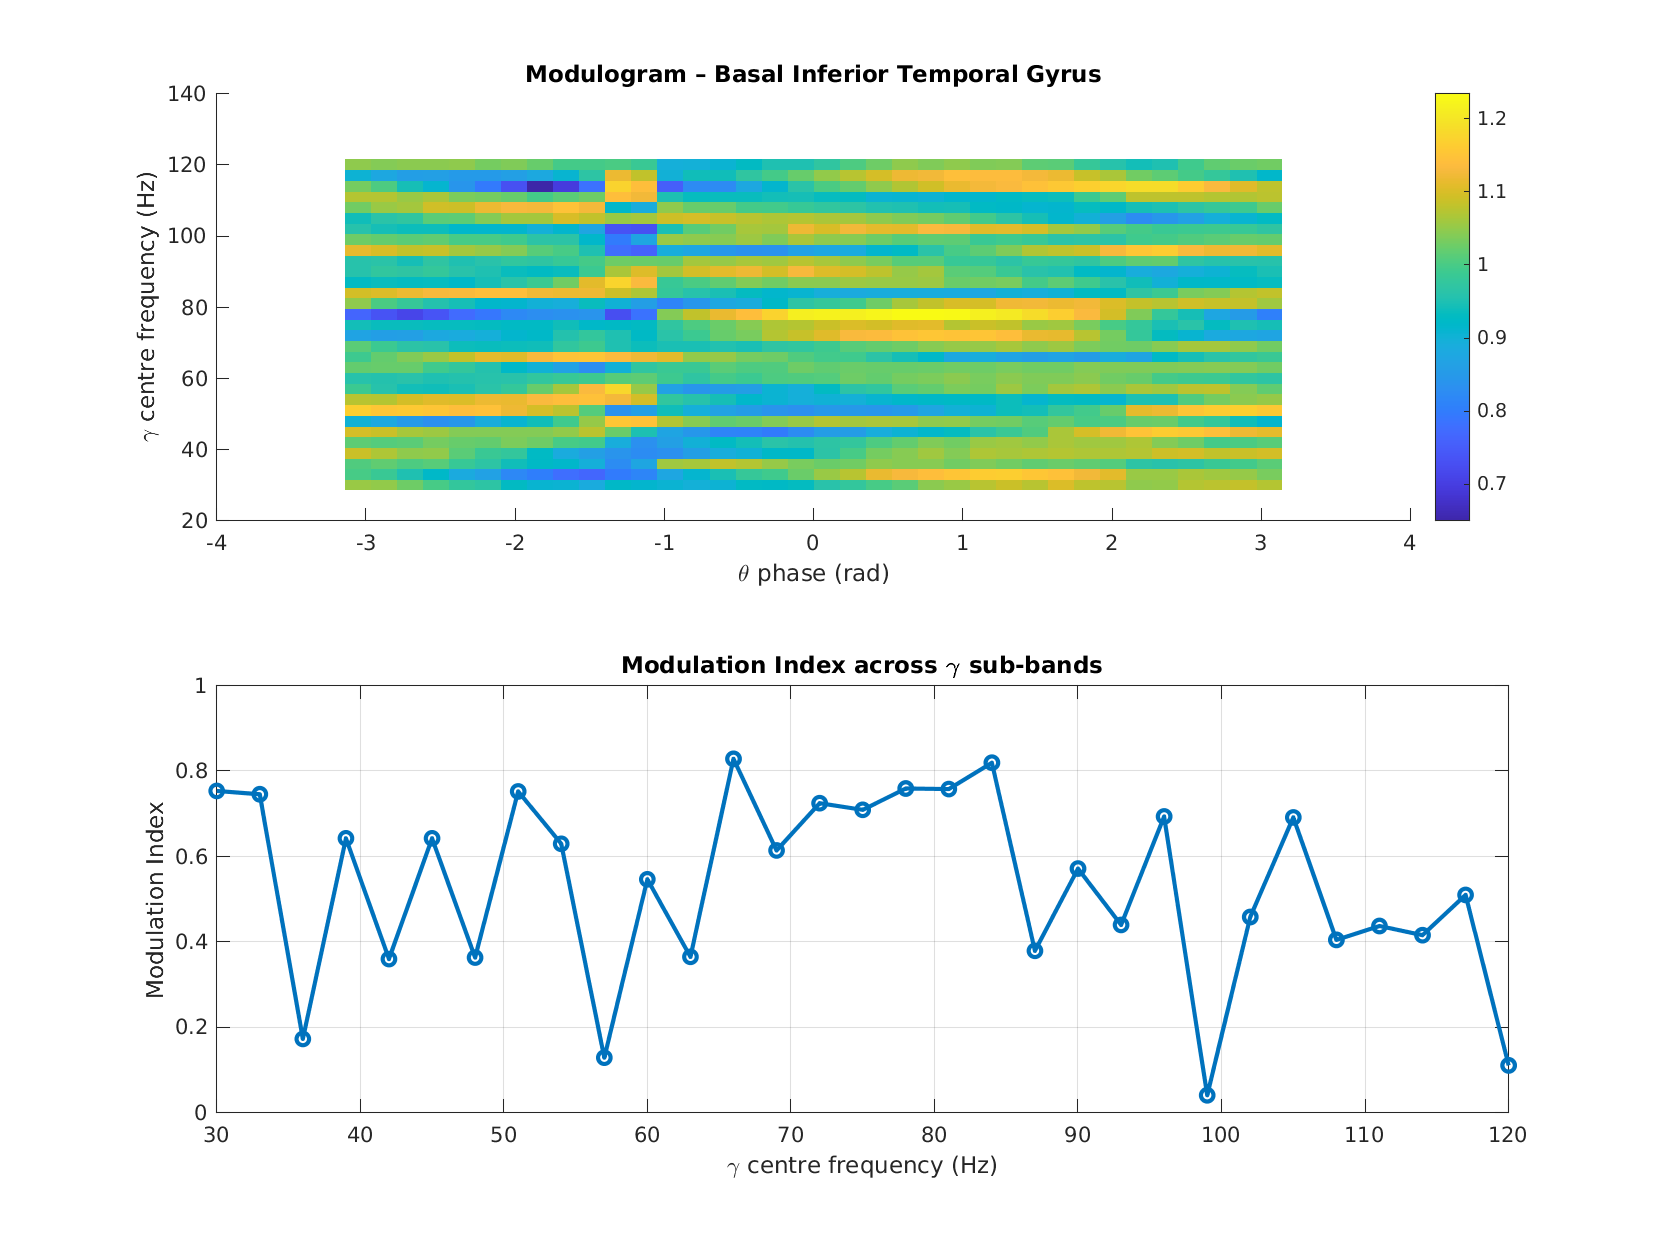 Modulogram – Basal Inferior Temporal Gyrus
140
120
100
80
60
40
20
γ centre frequency (Hz)
-4 -3 -2 -1 0 1 2 3 4
θ phase (rad)
1.2
1.1
1
0.9
0.8
0.7
Modulation Index across γ sub-bands
1
0.8
0.6
0.4
0.2
0
Modulation Index
30 40 50 60 70 80 90 100 110 120
γ centre frequency (Hz)